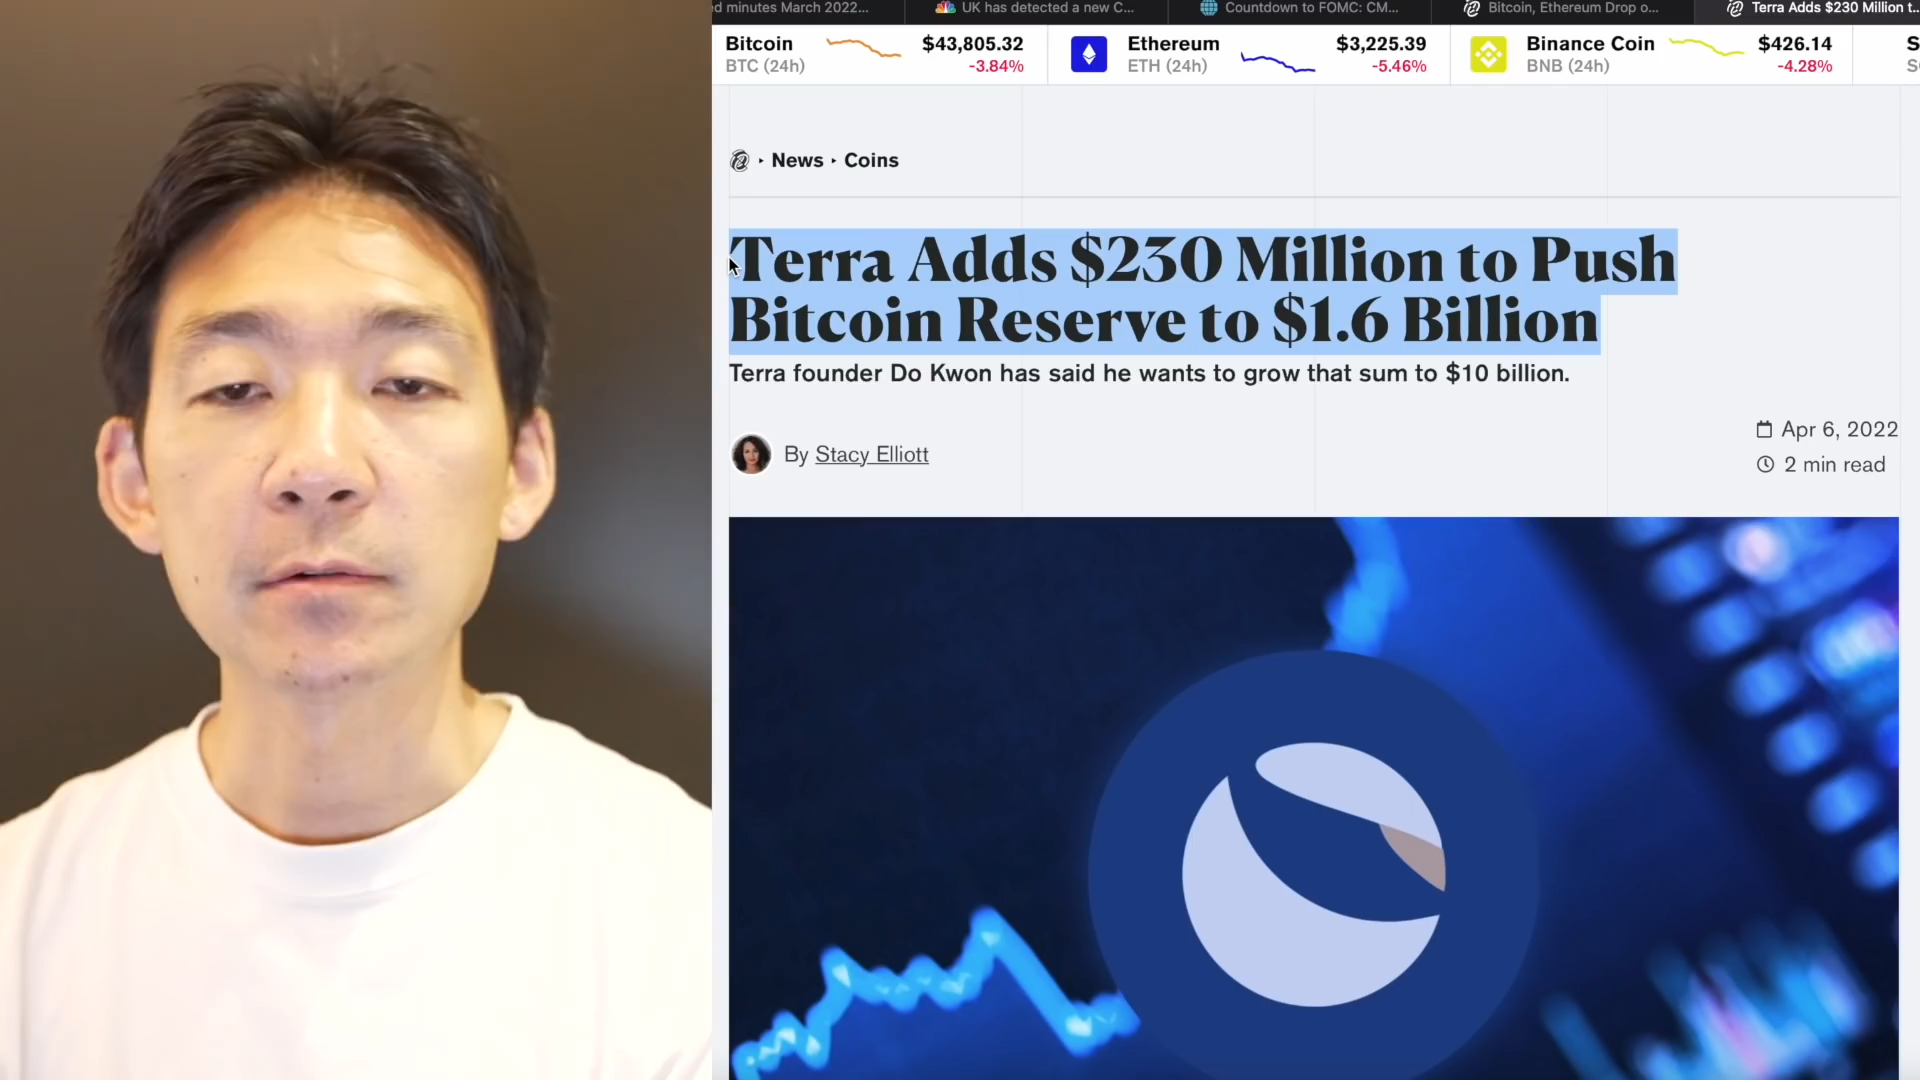 ed minutes March 2022... UK has detected a new C... Countdown to FOMC: CM... Bitcoin, Ethereum Drop o... Terra Adds $230 Million t...
Bitcoin $43,805.32 Ethereum $3,225.39 Binance Coin $426.14 S
BTC (24h) -3.84% ETH (24h) -5.46% BNB (24h) -4.28%
News Coins
Terra Adds $230 Million to Push
Bitcoin Reserve to $1.6 Billion
Terra founder Do Kwon has said he wants to grow that sum to $10 billion.
Apr 6, 2022
By Stacy Elliott
2 min read